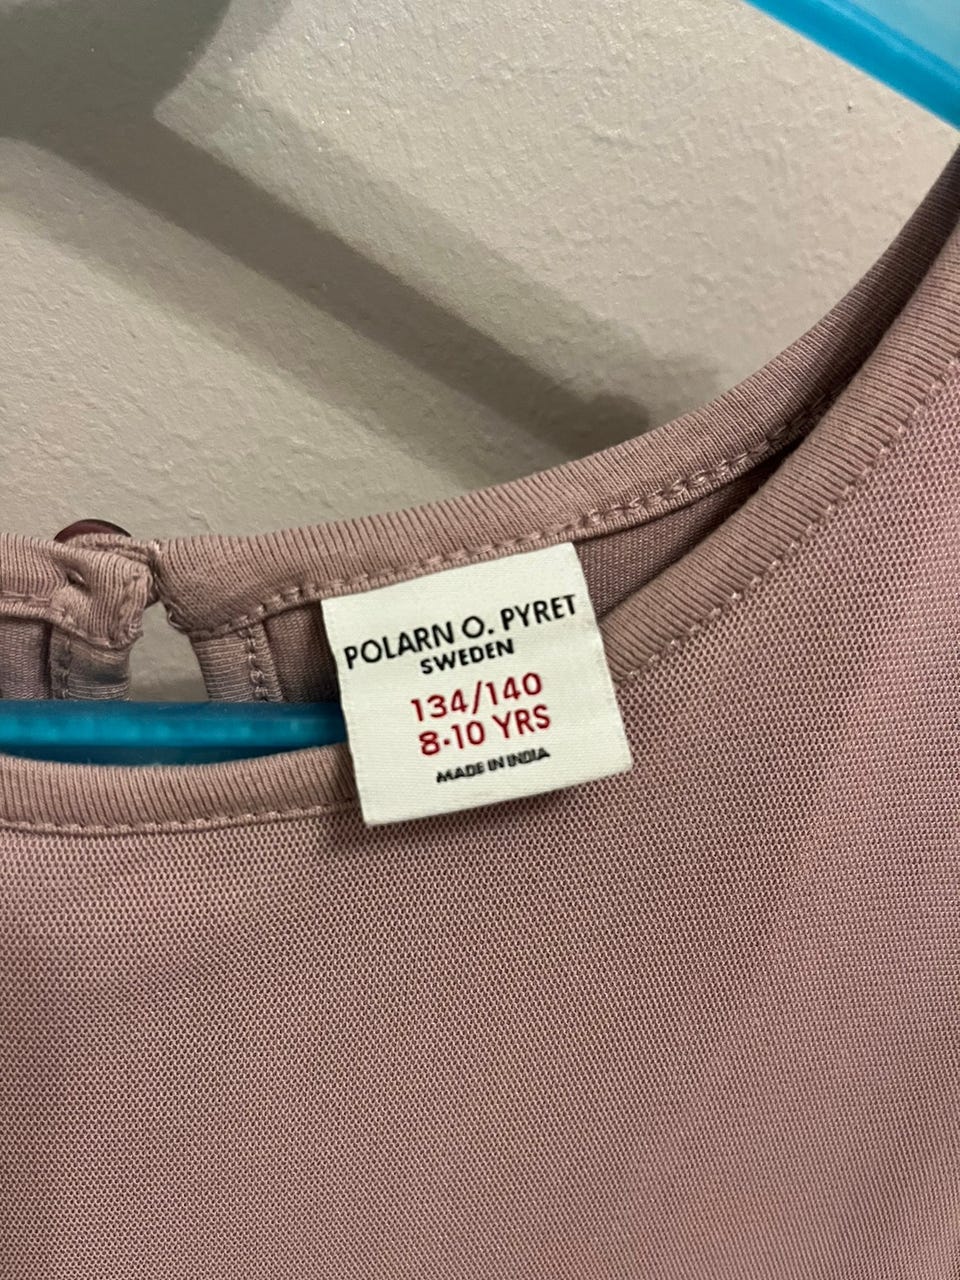 POLARN O. PYRET
SWEDEN
134/140
8-10 YRS
MADE IN INDIA